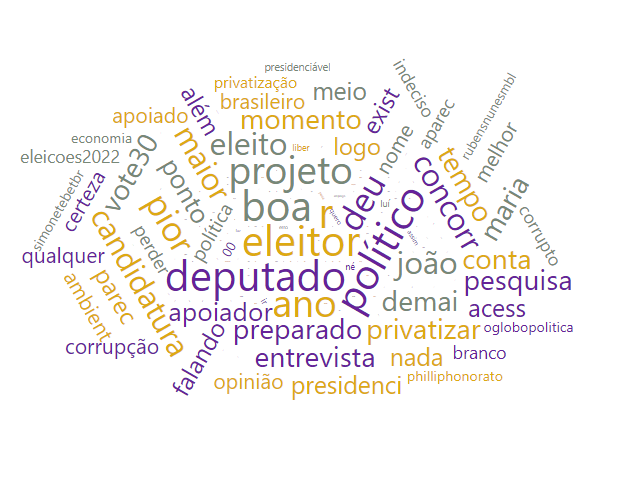 presidenciável
privatização
brasileiro
meio
além
exist
indeciso
apoiado
momento
aparec
rubensnunesmbl
economia
eleicoes2022
vote30
maior
eleito
liber
logo
nome
melhor
simonetebetbr
certeza
ponto
projeto
deu
concorr
tempo
maria
qualquer
candidatura
pior
política
boa
r
luí
político
corrupto
perder
00
eleitor
assim
joão
conta
ambient
parec
deputado
né
pesquisa
apoiador
ano
demai
acess
corrupção
falando
preparado
privatizar
oglobopolitica
entrevista
nada
branco
opinião
presidenci
philliphonorato